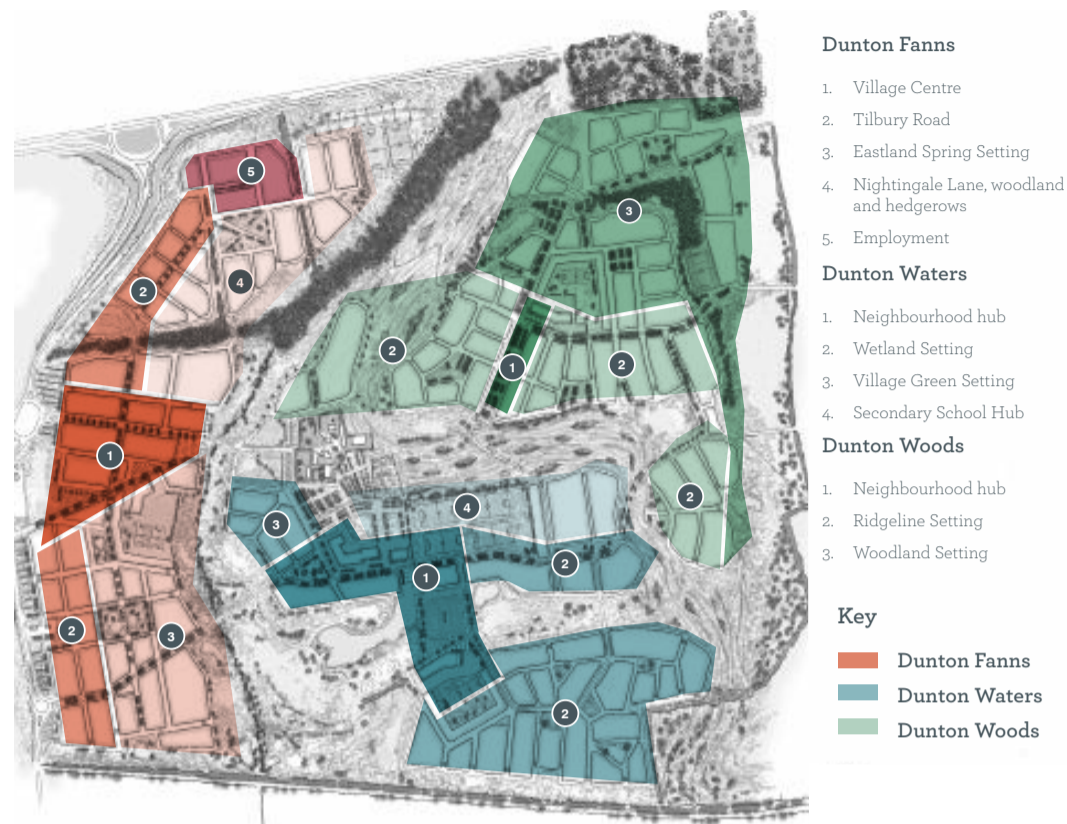 Dunton Fanns
1. Village Centre
2. Tilbury Road
3. Eastland Spring Setting
4. Nightingale Lane, woodland
and hedgerows
5. Employment
Dunton Waters
1. Neighbourhood hub
2. Wetland Setting
3. Village Green Setting
4. Secondary School Hub
Dunton Woods
1. Neighbourhood hub
2. Ridgeline Setting
3. Woodland Setting
Key
Dunton Fanns
Dunton Waters
Dunton Woods
5
3
4
2
2
1
2
1
2
4
3
2
1
2
3
2